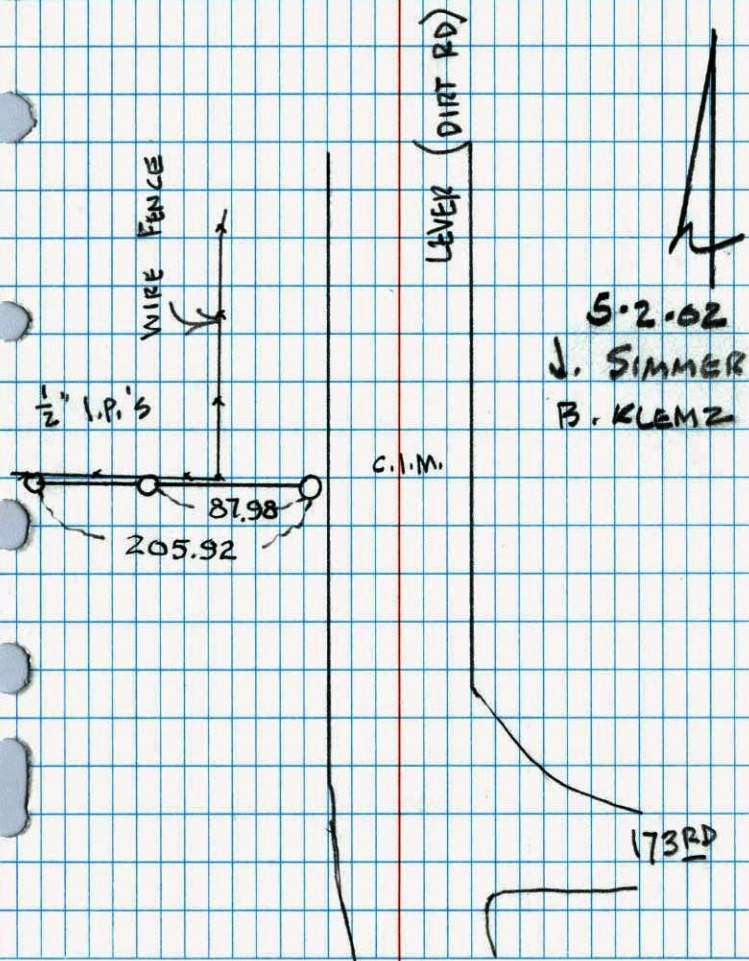 LEVER (DIRT RD)
WIRE FENCE
5·2·02
J. SIMMER
B. KLEMZ
½" I.P.'S
C.I.M.
87.98
205.92
173RD